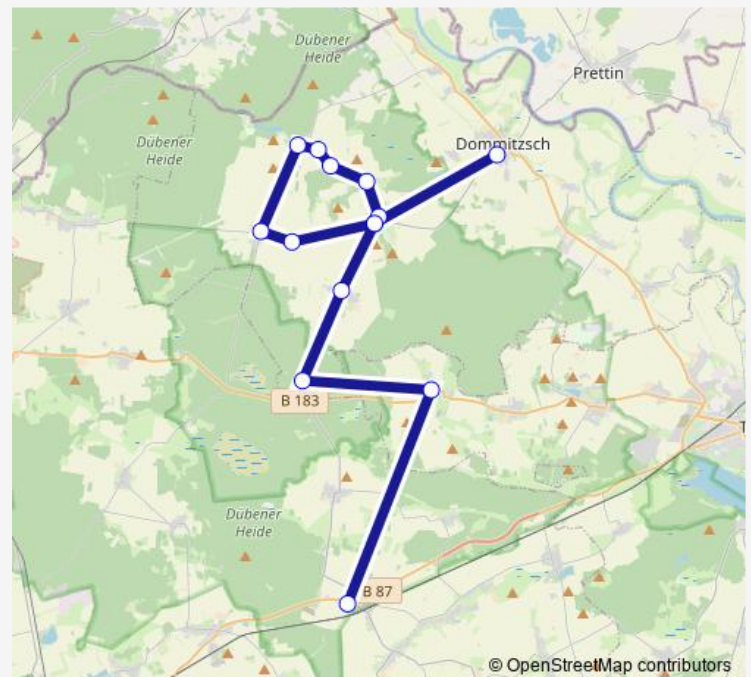 Dübener
Heide
Prettin
Dübener
Heide
Dommitzsch
B 183
T
Dübener
Heide
B 87
© OpenStreetMap contributors